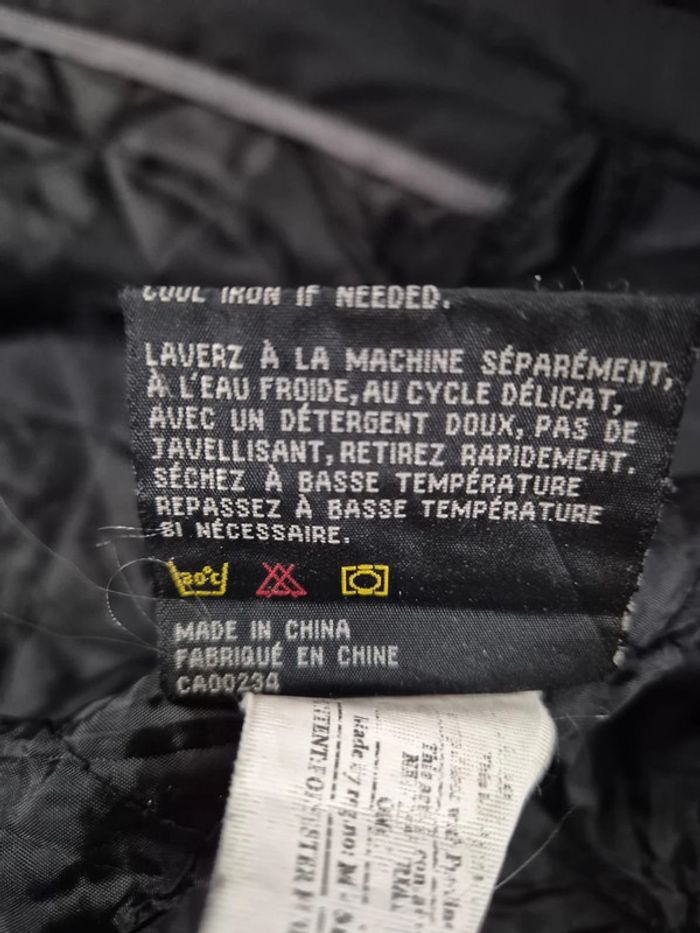 COOL IRON IF NEEDED.
LAVERZ À LA MACHINE SÉPARÉMENT,
À L'EAU FROIDE, AU CYCLE DÉLICAT,
AVEC UN DÉTERGENT DOUX, PAS DE
JAVELLISANT, RETIREZ RAPIDEMENT.
SÉCHEZ À BASSE TEMPÉRATURE
REPASSEZ À BASSE TEMPÉRATURE
SI NÉCESSAIRE.
30°C
MADE IN CHINA
FABRIQUÉ EN CHINE
CA00234